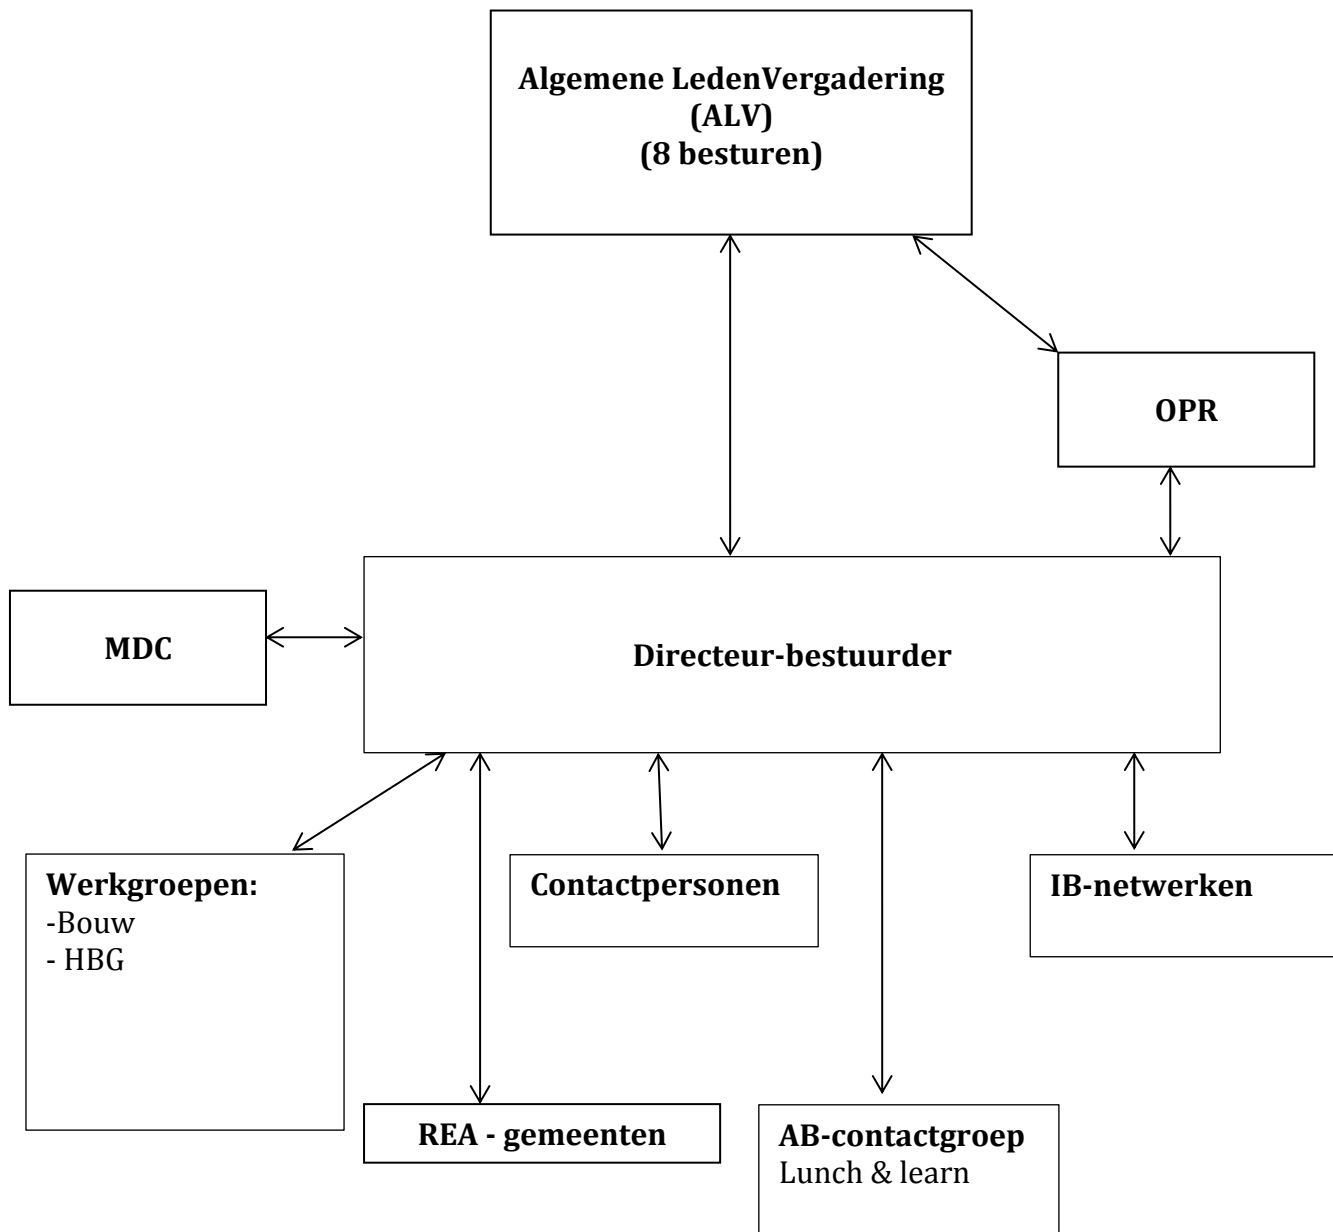 Algemene LedenVergadering
(ALV)
(8 besturen)
OPR
MDC
Directeur-bestuurder
Werkgroepen:
-Bouw
- HBG
Contactpersonen
IB-netwerken
REA - gemeenten
AB-contactgroep
Lunch & learn